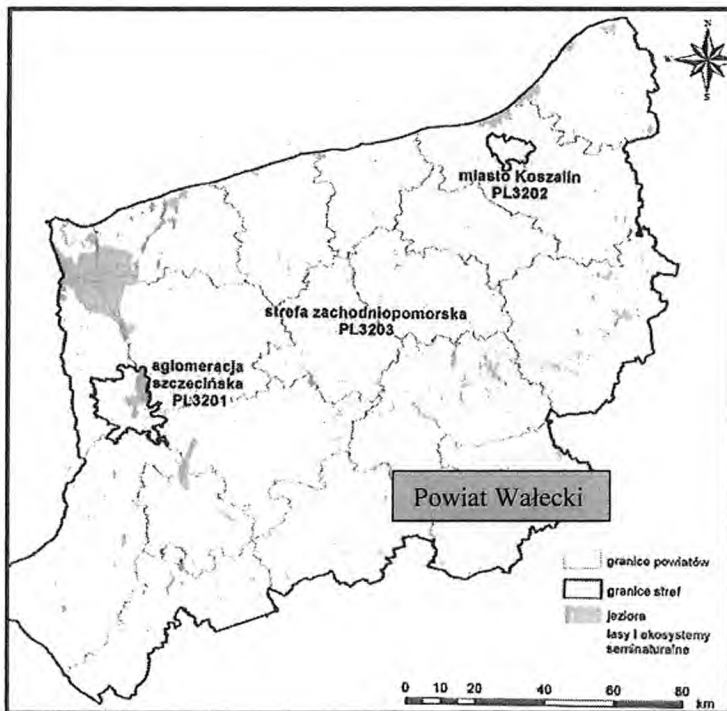 N
W
S
miasto Koszalin
PL3202
strefa zachodniopomorska
PL3203
aglomeracja
szczecińska
PL3201
Powiat Wałecki
granice powiatów
granice stref
jeziora
lasy i ekosystemy
seminaturalne
0 10 20 40 60 80
km